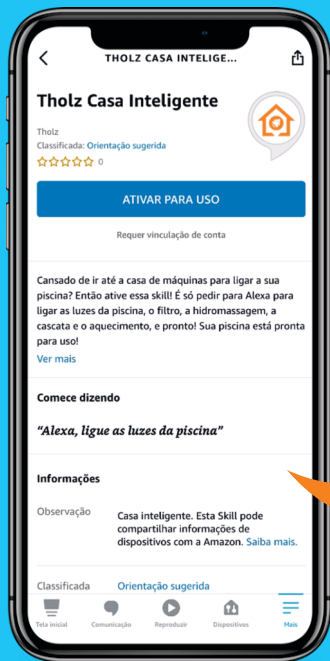 THOLZ CASA INTELIGE...
Tholz Casa Inteligente
Tholz
Classificada: Orientação sugerida
0
ATIVAR PARA USO
Requer vinculação de conta
Cansado de ir até a casa de máquinas para ligar a sua
piscina? Então ative essa skill! É só pedir para Alexa para
ligar as luzes da piscina, o filtro, a hidromassagem, a
cascata e o aquecimento, e pronto! Sua piscina está pronta
para uso!
Ver mais
Comece dizendo
“Alexa, ligue as luzes da piscina”
Informações
Observação
Casa inteligente. Esta Skill pode
compartilhar informações de
dispositivos com a Amazon. Saiba mais.
Classificada Orientação sugerida
Tela inicial Comunicação Reproduzir Dispositivos Mais